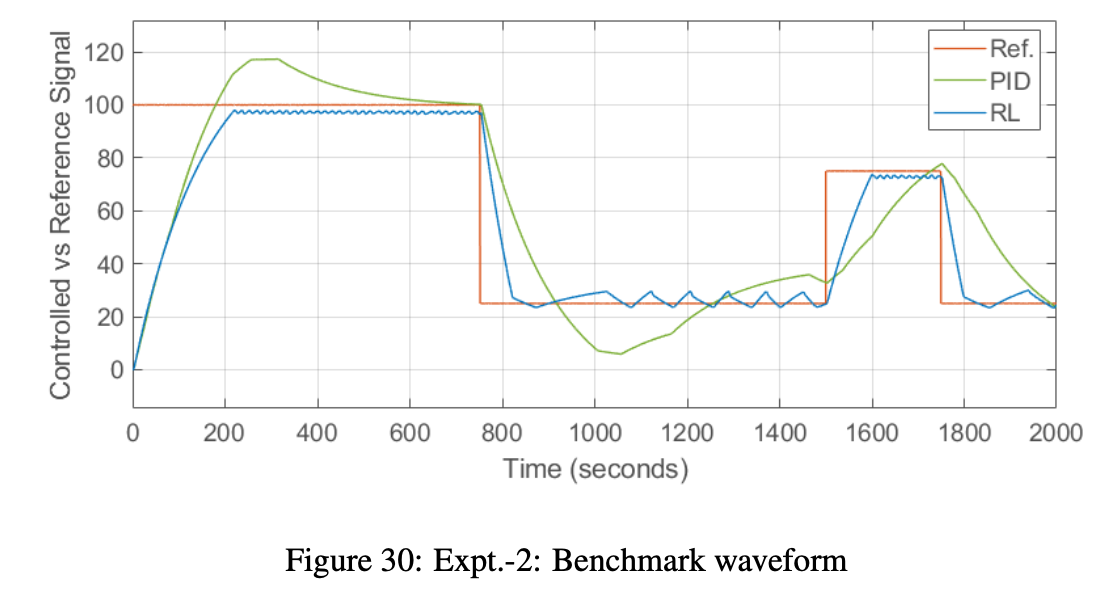 Controlled vs Reference Signal
120
100
80
60
40
20
0
Ref.
PID
RL
0 200 400 600 800 1000 1200 1400 1600 1800 2000
Time (seconds)
Figure 30: Expt.-2: Benchmark waveform